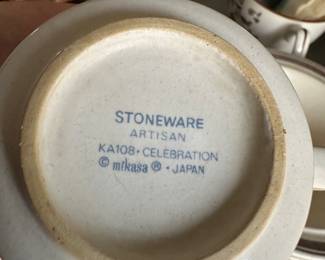 STONEWARE
ARTISAN
KA108 • CELEBRATION
© mikasa ® • JAPAN